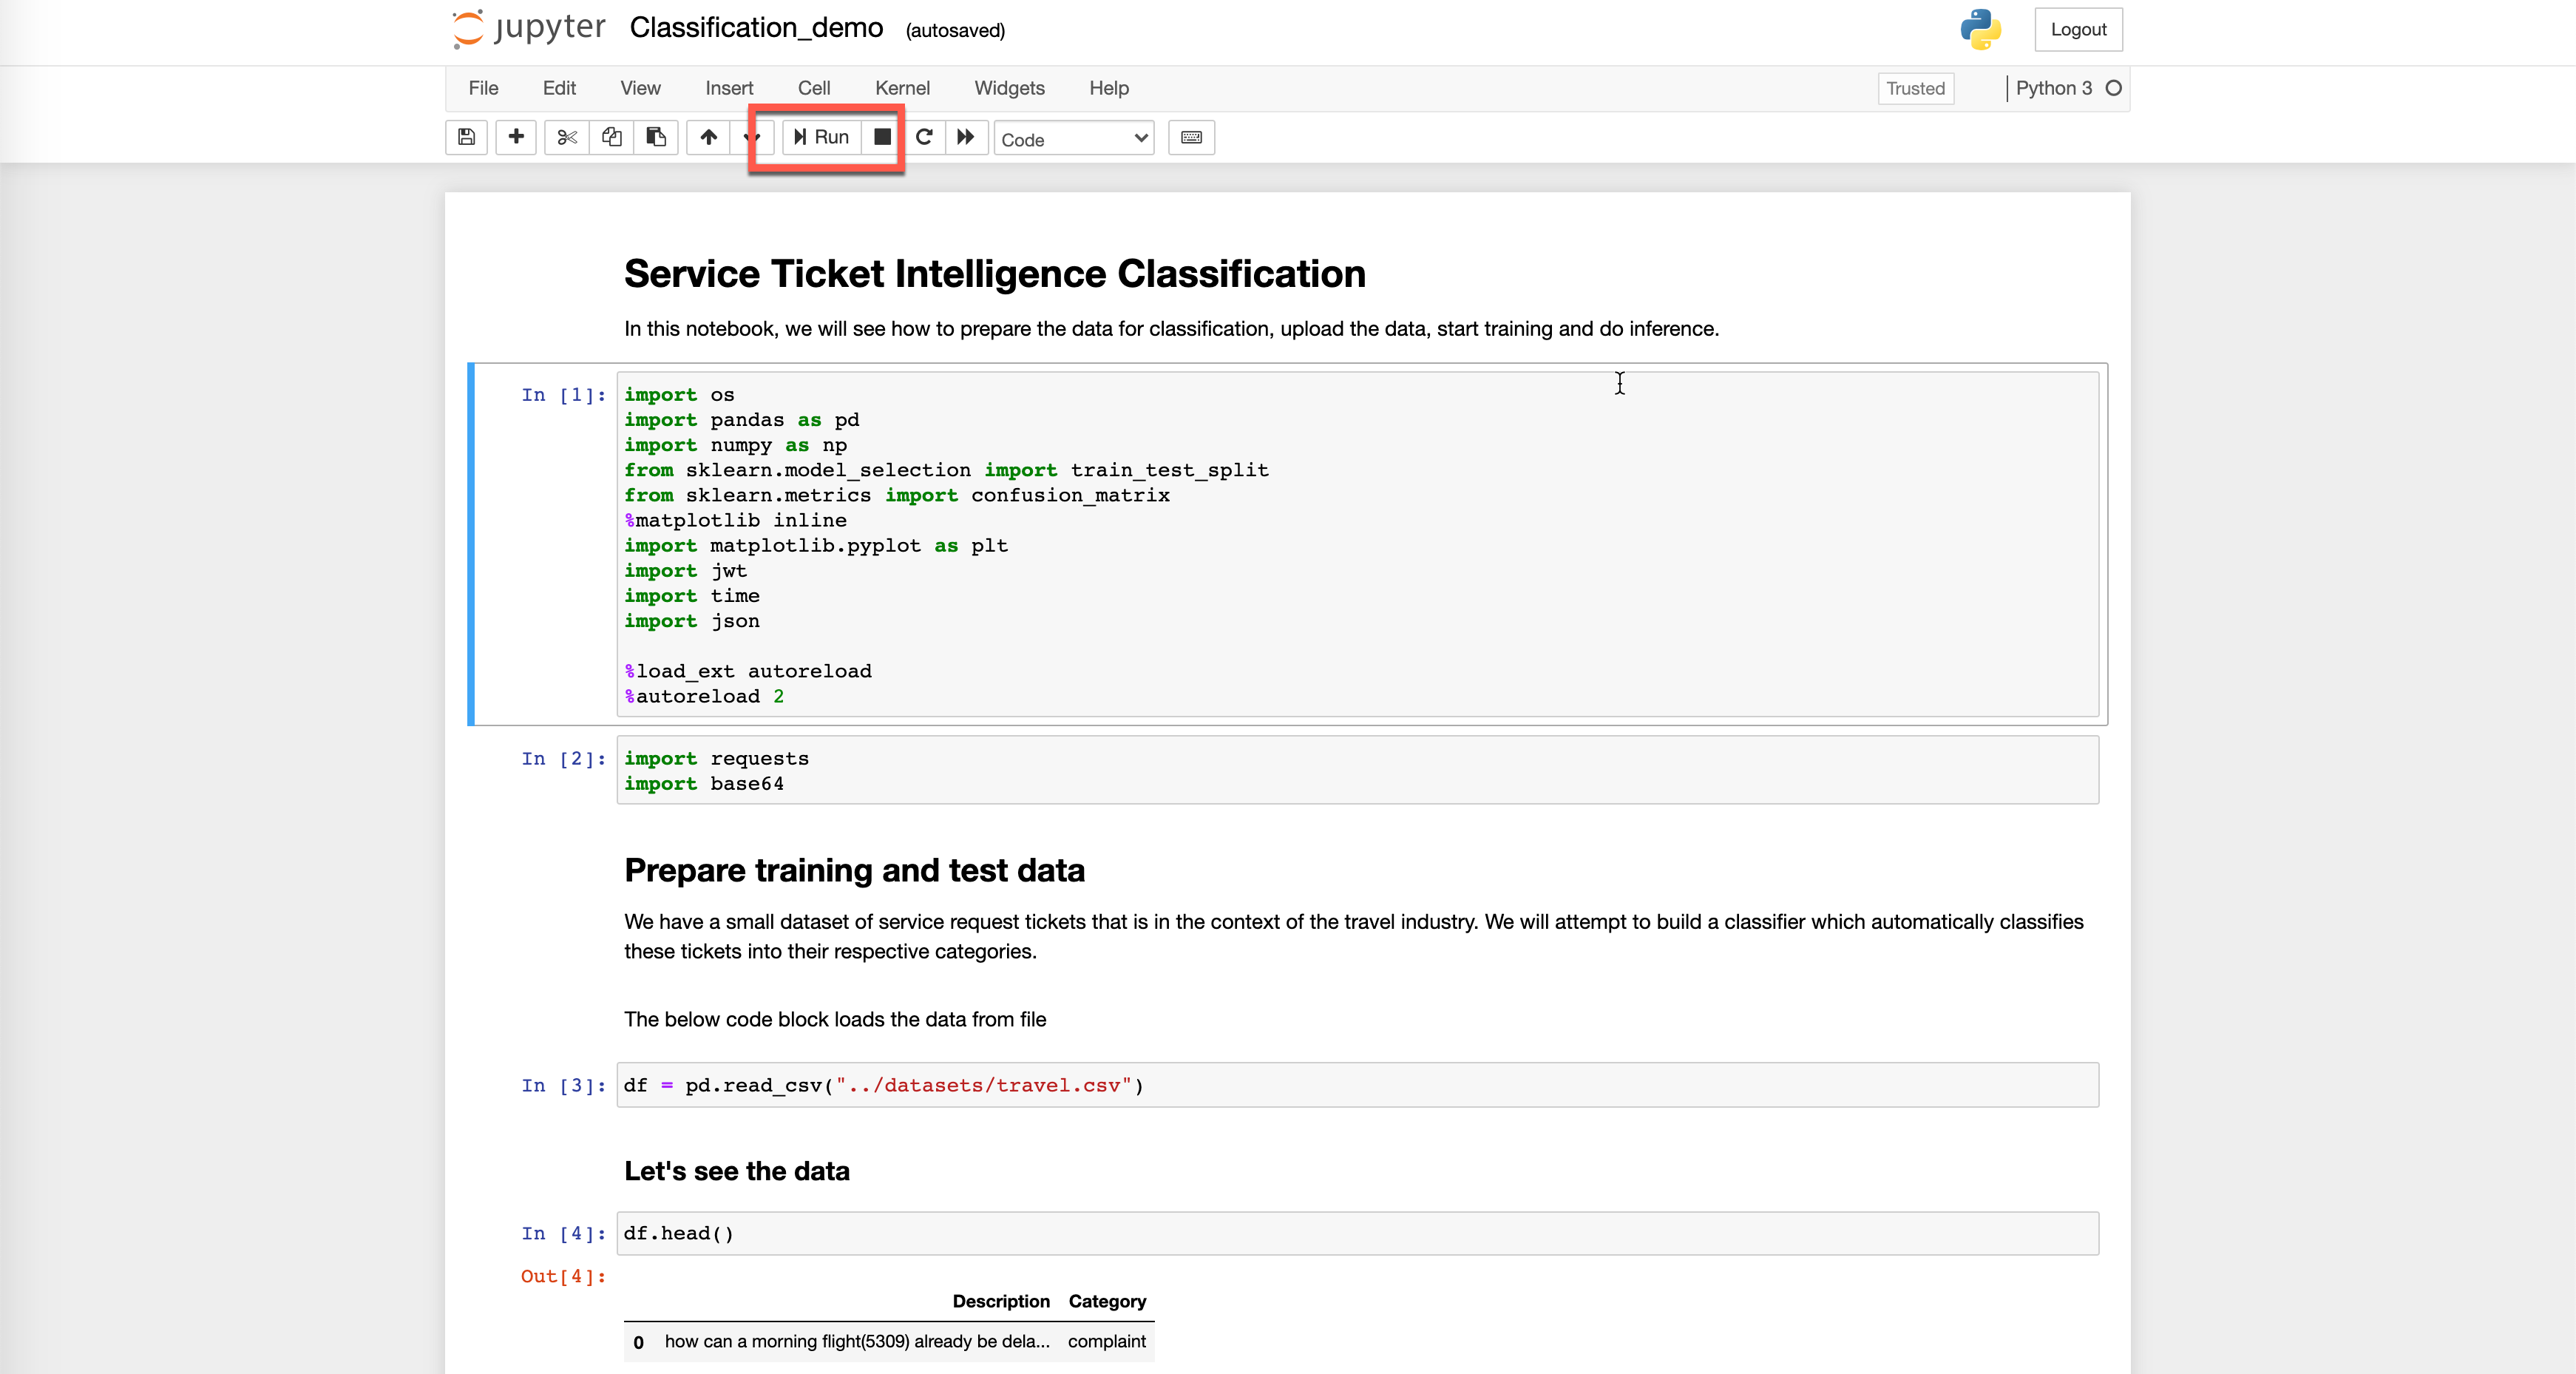 jupyter Classification_demo (autosaved) Logout
File Edit View Insert Cell Kernel Widgets Help Trusted Python 3
Run Code
Service Ticket Intelligence Classification
In this notebook, we will see how to prepare the data for classification, upload the data, start training and do inference.
In [1]: import os
import pandas as pd
import numpy as np
from sklearn.model_selection import train_test_split
from sklearn.metrics import confusion_matrix
%matplotlib inline
import matplotlib.pyplot as plt
import jwt
import time
import json
%load_ext autoreload
%autoreload 2
In [2]: import requests
import base64
Prepare training and test data
We have a small dataset of service request tickets that is in the context of the travel industry. We will attempt to build a classifier which automatically classifies
these tickets into their respective categories.
The below code block loads the data from file
In [3]: df = pd.read_csv("../datasets/travel.csv")
Let's see the data
In [4]: df.head()
Out[4]:
Description Category
0 how can a morning flight(5309) already be dela... complaint